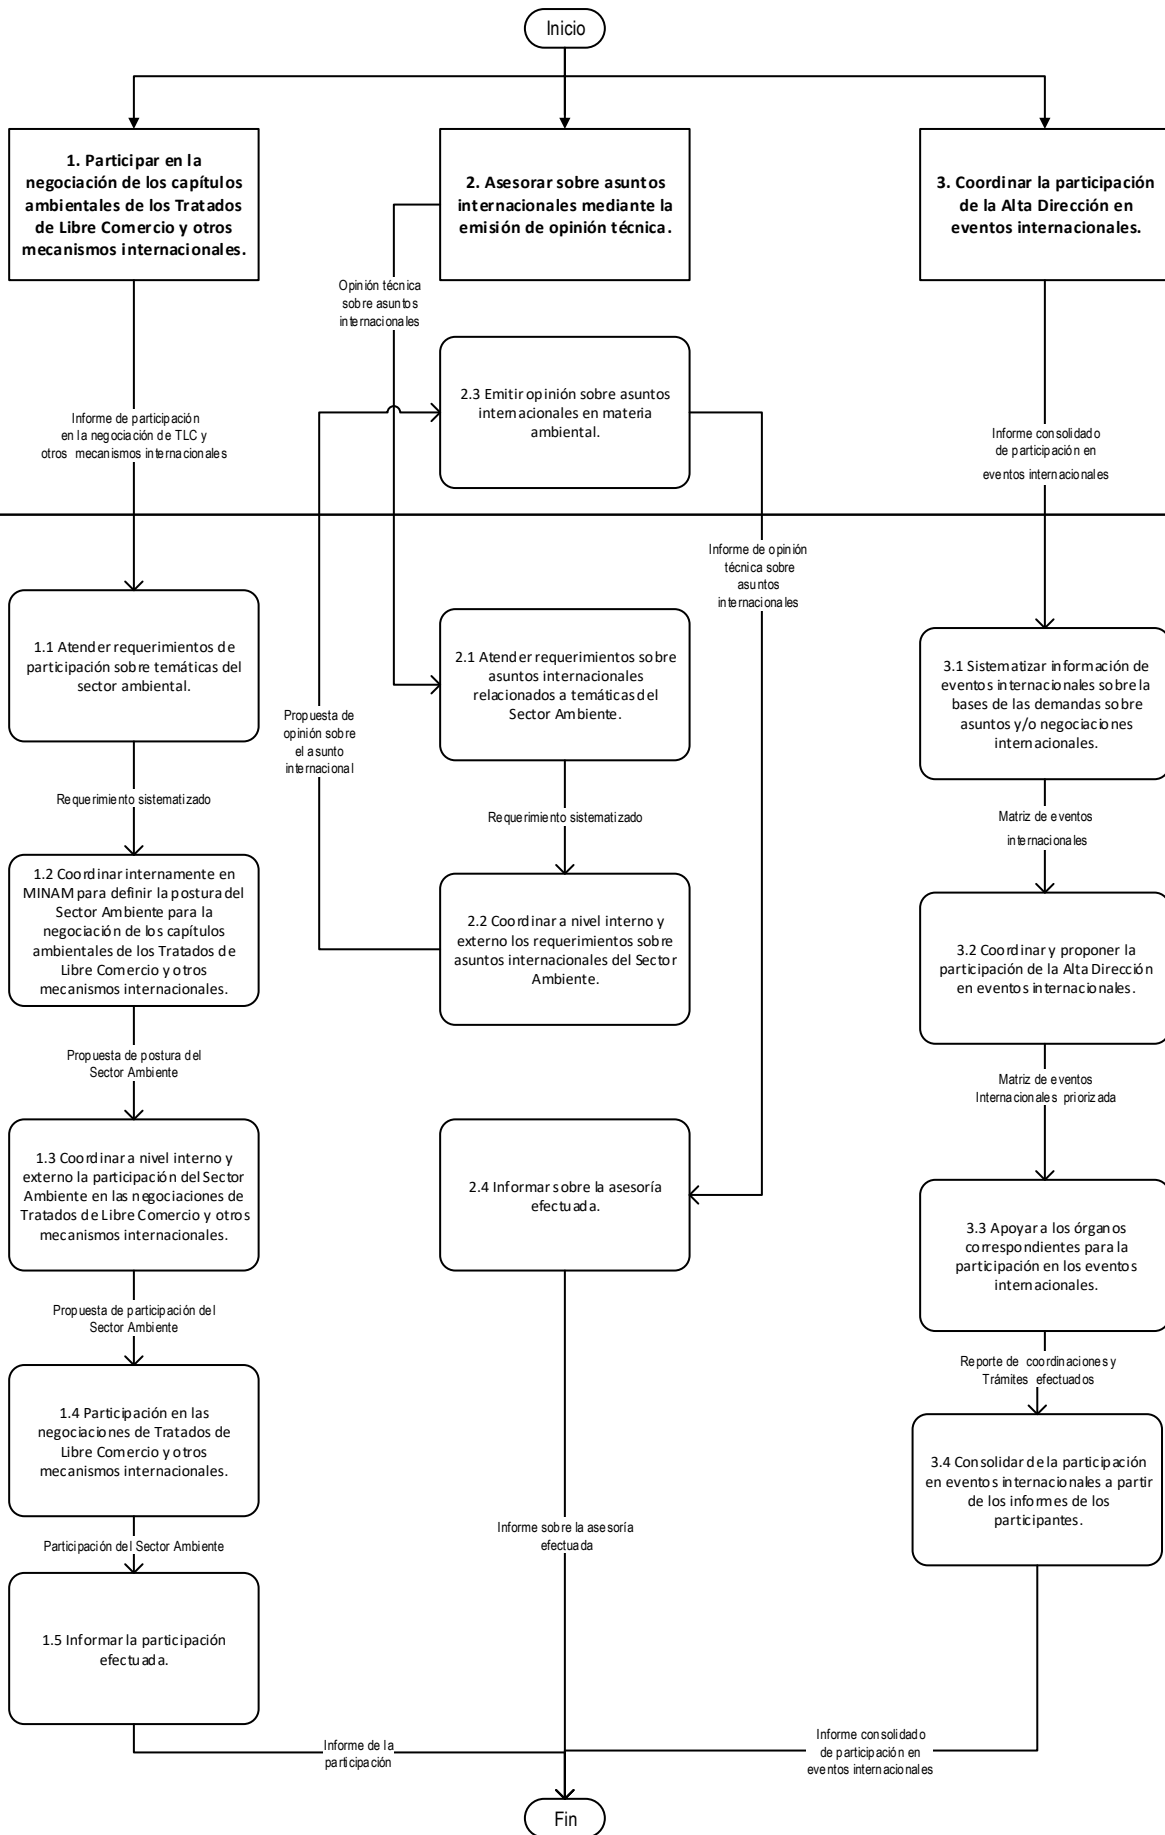 Inicio
1. Participar en la
negociación de los capítulos
ambientales de los Tratados
de Libre Comercio y otros
mecanismos internacionales.
2. Asesorar sobre asuntos
internacionales mediante la
emisión de opinión técnica.
3. Coordinar la participación
de la Alta Dirección en
eventos internacionales.
Opinión técnica
sobre asuntos
internacionales
2.3 Emitir opinión sobre asuntos
internacionales en materia
ambiental.
Informe de participación
en la negociación de TLC y
otros mecanismos internacionales
Informe consolidado
de participación en
eventos internacionales
Informe de opinión
técnica sobre
asuntos
internacionales
1.1 Atender requerimientos de
participación sobre temáticas del
sector ambiental.
2.1 Atender requerimientos sobre
asuntos internacionales
relacionados a temáticas del
Sector Ambiente.
3.1 Sistematizar información de
eventos internacionales sobre la
bases de las demandas sobre
asuntos y/o negociaciones
internacionales.
Propuesta de
opinión sobre
el asunto
internacional
Requerimiento sistematizado
Requerimiento sistematizado
Matriz de eventos
internacionales
1.2 Coordinar internamente en
MINAM para definir la postura del
Sector Ambiente para la
negociación de los capítulos
ambientales de los Tratados de
Libre Comercio y otros
mecanismos internacionales.
2.2 Coordinar a nivel interno y
externo los requerimientos sobre
asuntos internacionales del Sector
Ambiente.
3.2 Coordinar y proponer la
participación de la Alta Dirección
en eventos internacionales.
Propuesta de postura del
Sector Ambiente
Matriz de eventos
Internacionales priorizada
1.3 Coordinar a nivel interno y
externo la participación del Sector
Ambiente en las negociaciones de
Tratados de Libre Comercio y otros
mecanismos internacionales.
2.4 Informar sobre la asesoría
efectuada.
3.3 Apoyar a los órganos
correspondientes para la
participación en los eventos
internacionales.
Propuesta de participación del
Sector Ambiente
Reporte de coordinaciones y
Trámites efectuados
1.4 Participación en las
negociaciones de Tratados de
Libre Comercio y otros
mecanismos internacionales.
3.4 Consolidar de la participación
en eventos internacionales a partir
de los informes de los
participantes.
Participación del Sector Ambiente
Informe sobre la asesoría
efectuada
1.5 Informar la participación
efectuada.
Informe de la
participación
Informe consolidado
de participación en
eventos internacionales
Fin